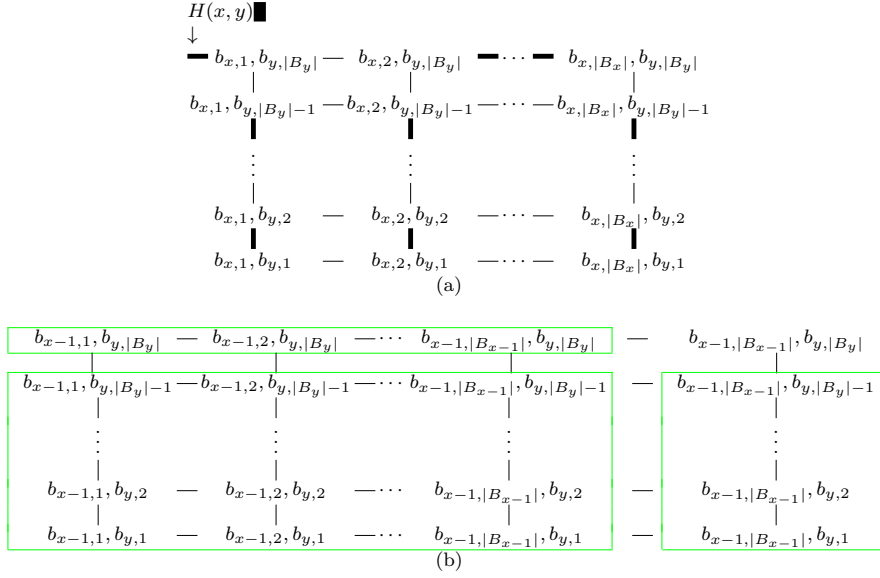 H(x, y)
↓
b_{x,1}, b_{y,|B_y|} — b_{x,2}, b_{y,|B_y|} — ··· — b_{x,|B_x|}, b_{y,|B_y|}
b_{x,1}, b_{y,|B_y|-1} — b_{x,2}, b_{y,|B_y|-1} — ··· — b_{x,|B_x|}, b_{y,|B_y|-1}
⋮ ⋮ ⋮
b_{x,1}, b_{y,2} — b_{x,2}, b_{y,2} — ··· — b_{x,|B_x|}, b_{y,2}
b_{x,1}, b_{y,1} — b_{x,2}, b_{y,1} — ··· — b_{x,|B_x|}, b_{y,1}
(a)
b_{x-1,1}, b_{y,|B_y|} — b_{x-1,2}, b_{y,|B_y|} — ··· b_{x-1,|B_{x-1}|}, b_{y,|B_y|} — b_{x-1,|B_{x-1}|}, b_{y,|B_y|}
b_{x-1,1}, b_{y,|B_y|-1} — b_{x-1,2}, b_{y,|B_y|-1} — ··· b_{x-1,|B_{x-1}|}, b_{y,|B_y|-1} — b_{x-1,|B_{x-1}|}, b_{y,|B_y|-1}
⋮ ⋮ ⋮ ⋮
b_{x-1,1}, b_{y,2} — b_{x-1,2}, b_{y,2} — ··· b_{x-1,|B_{x-1}|}, b_{y,2} — b_{x-1,|B_{x-1}|}, b_{y,2}
b_{x-1,1}, b_{y,1} — b_{x-1,2}, b_{y,1} — ··· b_{x-1,|B_{x-1}|}, b_{y,1} — b_{x-1,|B_{x-1}|}, b_{y,1}
(b)